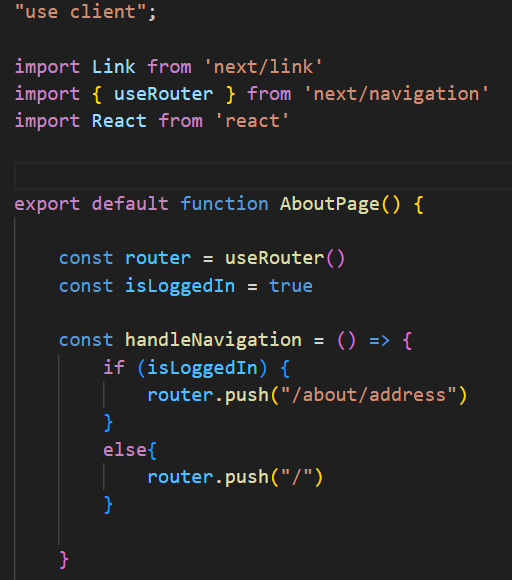 "use client";
import Link from 'next/link'
import { useRouter } from 'next/navigation'
import React from 'react'
export default function AboutPage() {
const router = useRouter()
const isLoggedIn = true
const handleNavigation = () => {
if (isLoggedIn) {
router.push("/about/address")
}
else{
router.push("/")
}
}